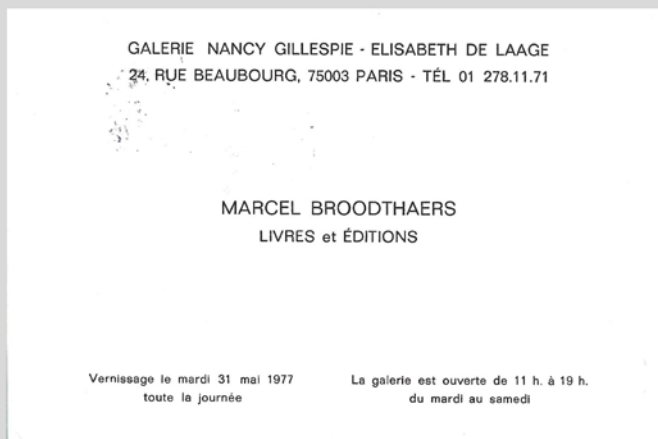 GALERIE NANCY GILLESPIE - ELISABETH DE LAAGE
24, RUE BEAUBOURG, 75003 PARIS - TÉL 01 278.11.71
MARCEL BROODTHAERS
LIVRES et ÉDITIONS
Vernissage le mardi 31 mai 1977
toute la journée
La galerie est ouverte de 11 h. à 19 h.
du mardi au samedi